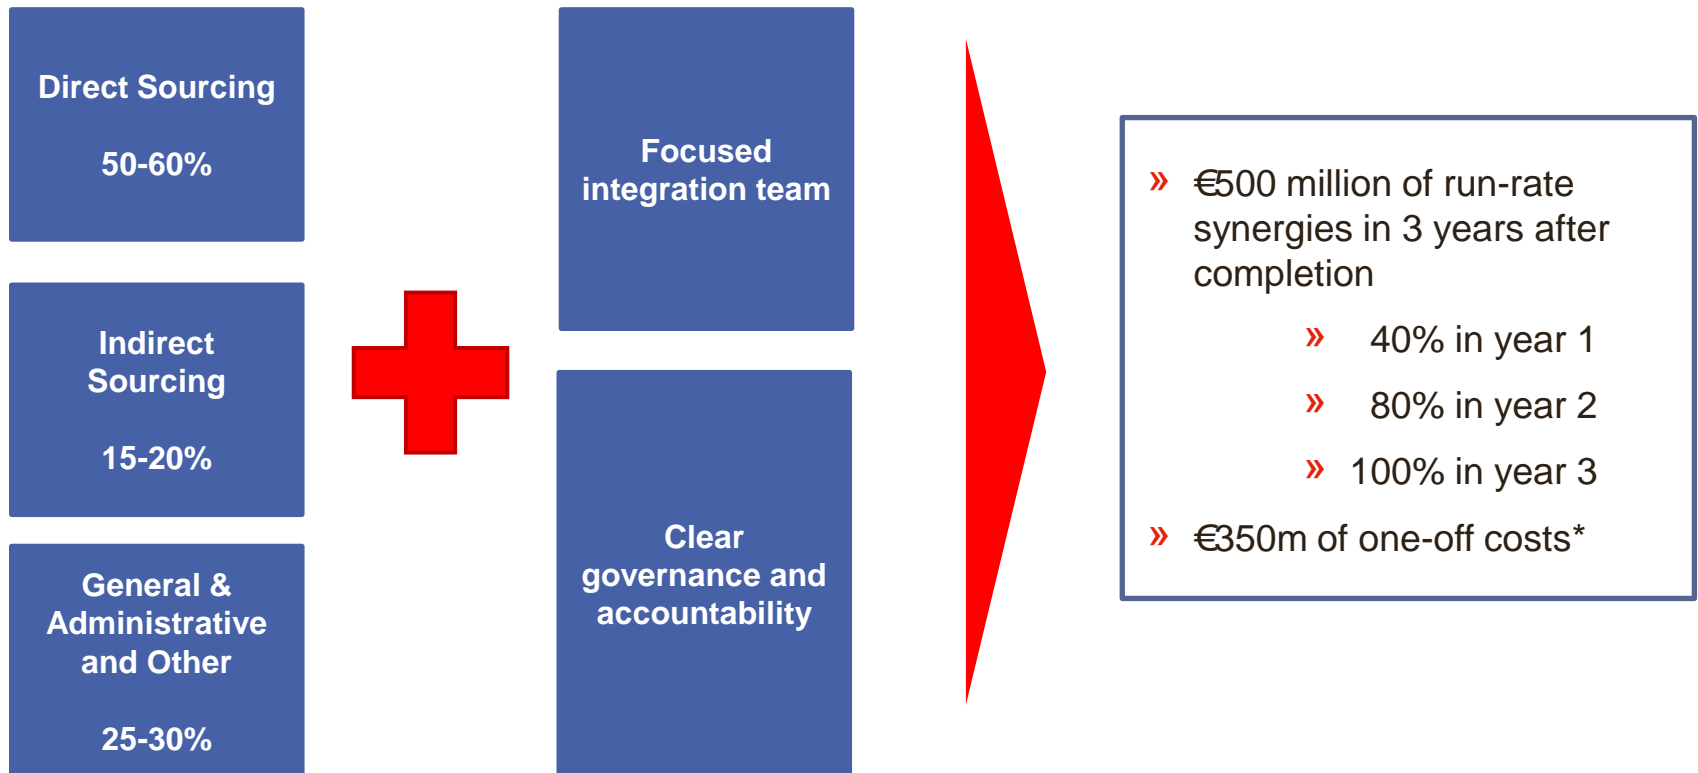 Direct Sourcing
50-60%
Indirect
Sourcing
15-20%
General &
Administrative
and Other
25-30%
Focused
integration team
Clear
governance and
accountability
» €500 million of run-rate
synergies in 3 years after
completion
» 40% in year 1
» 80% in year 2
» 100% in year 3
» €350m of one-off costs*